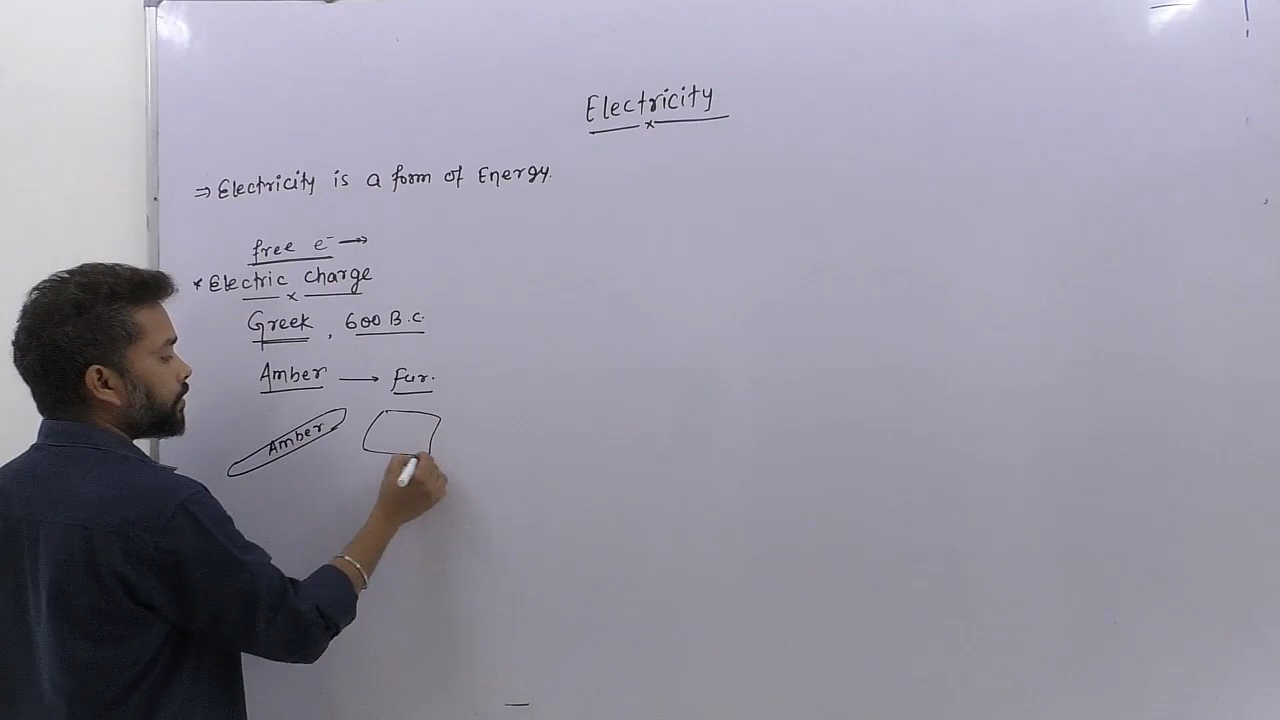 Electricity
⇒ Electricity is a form of Energy.
free e⁻ →
* Electric charge
Greek, 600 B.C.
Amber → fur.
Amber